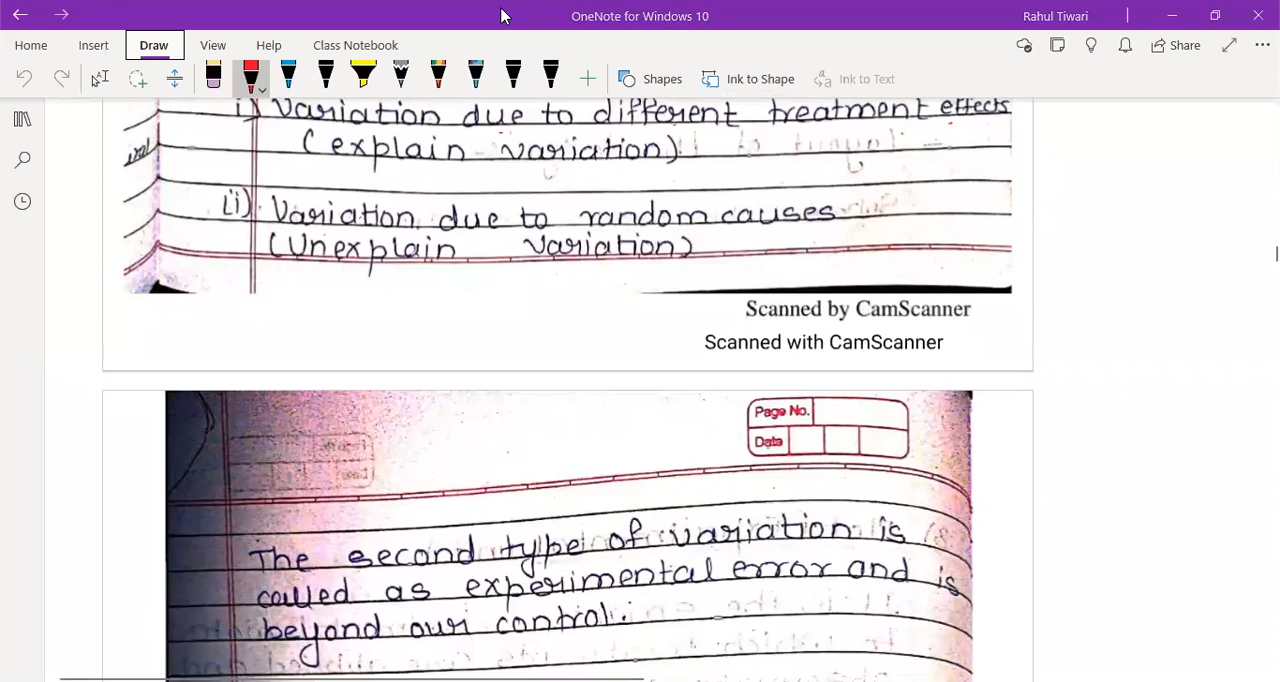 OneNote for Windows 10
Rahul Tiwari
Home Insert Draw View Help Class Notebook
Share
Shapes Ink to Shape Ink to Text
i) Variation due to different treatment effects
(explain variation)
ii) Variation due to random causes
(Unexplain variation)
Scanned by CamScanner
Scanned with CamScanner
Page No.
Date
The second type of variation is
called as experimental error and is
beyond our control.